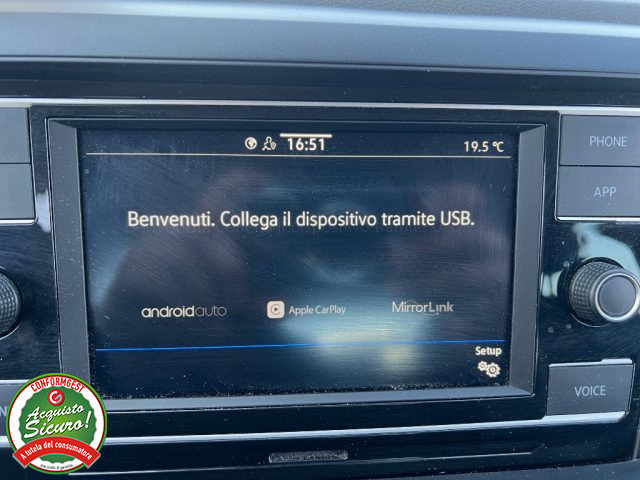 16:51
19.5 °C
PHONE
APP
Benvenuti. Collega il dispositivo tramite USB.
androidauto
Apple CarPlay
MirrorLink
Setup
VOICE
CONFORMGEST
Acquisto
Sicuro!
A tutela del consumatore